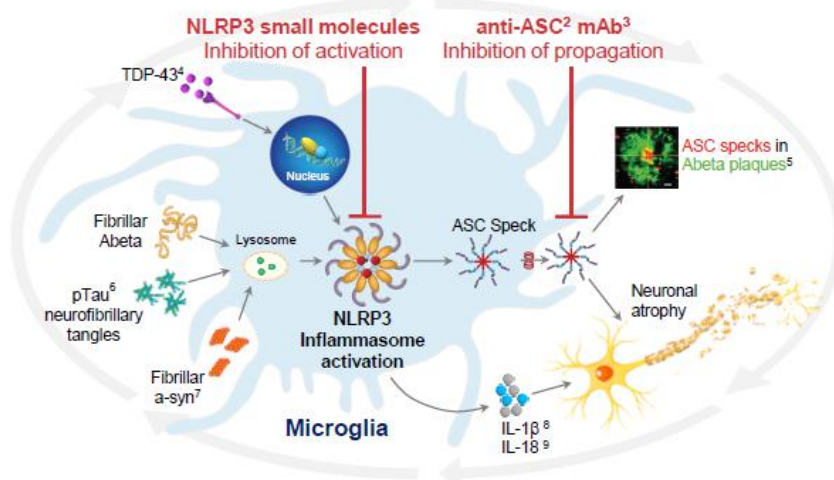 NLRP3 small molecules
Inhibition of activation
anti-ASC² mAb³
Inhibition of propagation
TDP-43⁴
Nucleus
ASC specks in
Abeta plaques⁵
Fibrillar
Abeta
Lysosome
ASC Speck
pTau⁶
neurofibrillary
tangles
NLRP3
Inflammasome
activation
Neuronal
atrophy
Fibrillar
a-syn⁷
Microglia
IL-1β ⁸
IL-18 ⁹